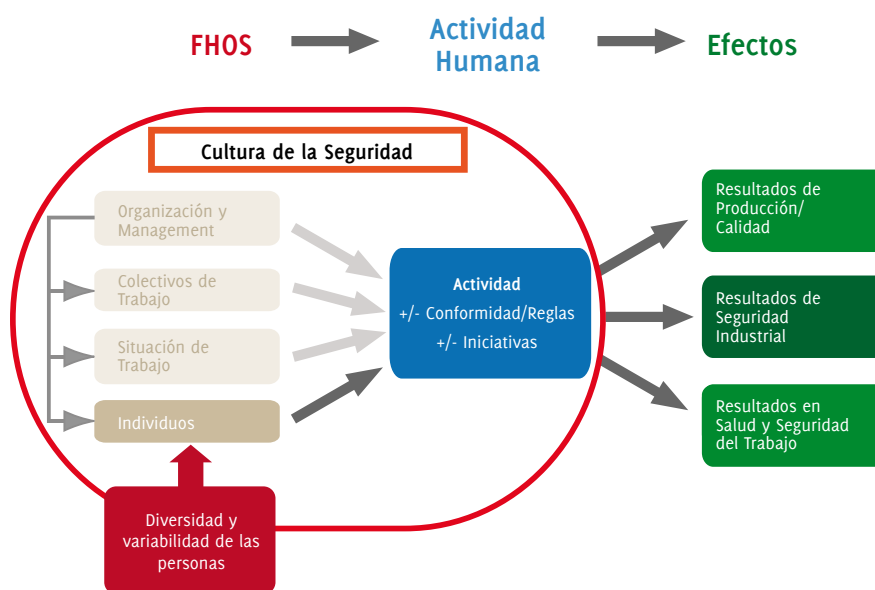 FHOS
Actividad
Humana
Efectos
Cultura de la Seguridad
Organización y
Management
Colectivos de
Trabajo
Situación de
Trabajo
Individuos
Diversidad y
variabilidad de las
personas
Actividad
+/- Conformidad/Reglas
+/- Iniciativas
Resultados de
Producción/
Calidad
Resultados de
Seguridad
Industrial
Resultados en
Salud y Seguridad
del Trabajo